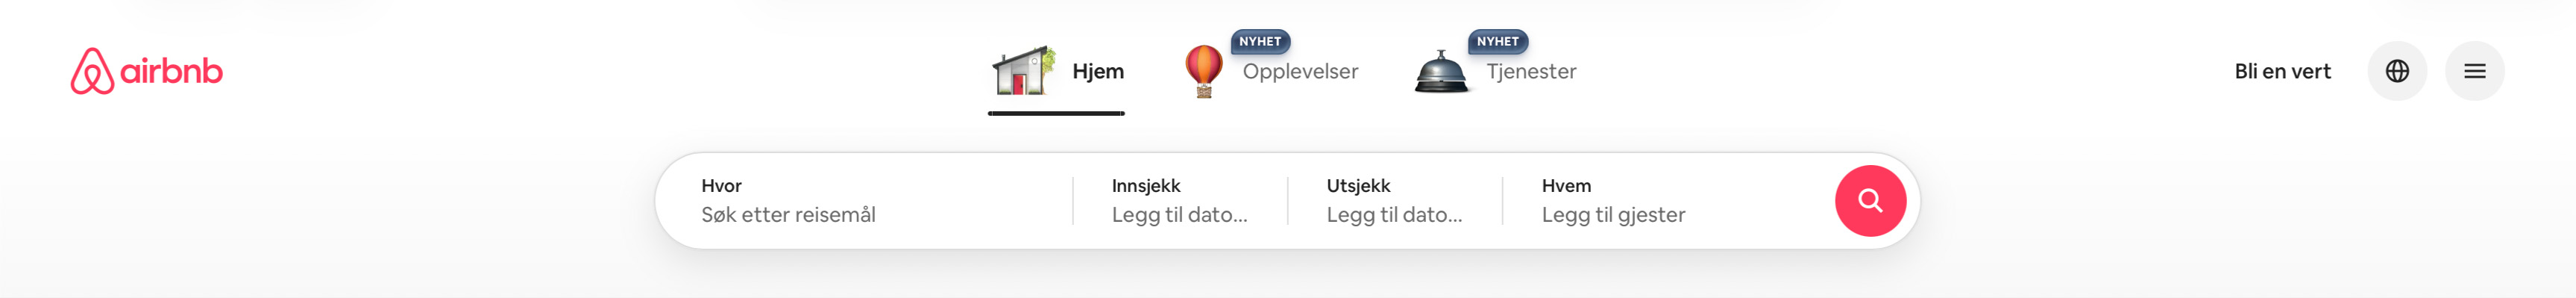 airbnb
Hjem
NYHET
Opplevelser
NYHET
Tjenester
Bli en vert
Hvor
Søk etter reisemål
Innsjekk
Legg til dato...
Utsjekk
Legg til dato...
Hvem
Legg til gjester